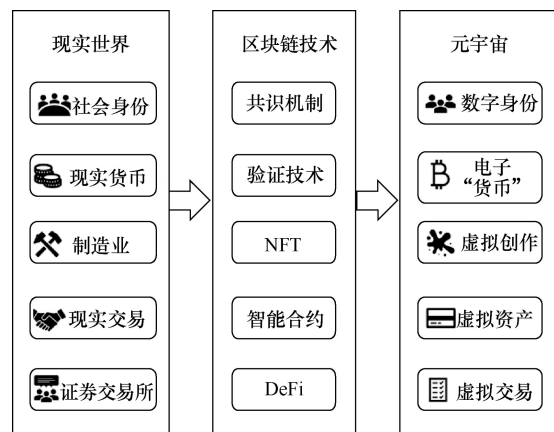 现实世界
社会身份
现实货币
制造业
现实交易
证券交易所
区块链技术
共识机制
验证技术
NFT
智能合约
DeFi
元宇宙
数字身份
电子
“货币”
虚拟创作
虚拟资产
虚拟交易